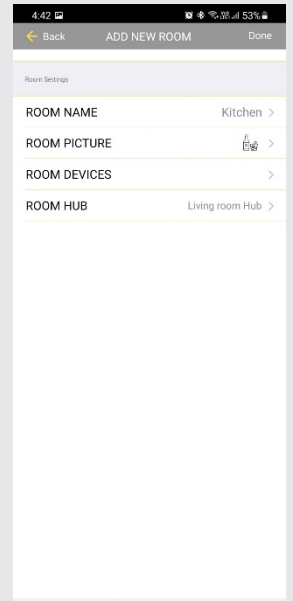 4:42 53%
Back ADD NEW ROOM Done
Room Settings
ROOM NAME Kitchen
ROOM PICTURE
ROOM DEVICES
ROOM HUB Living room Hub